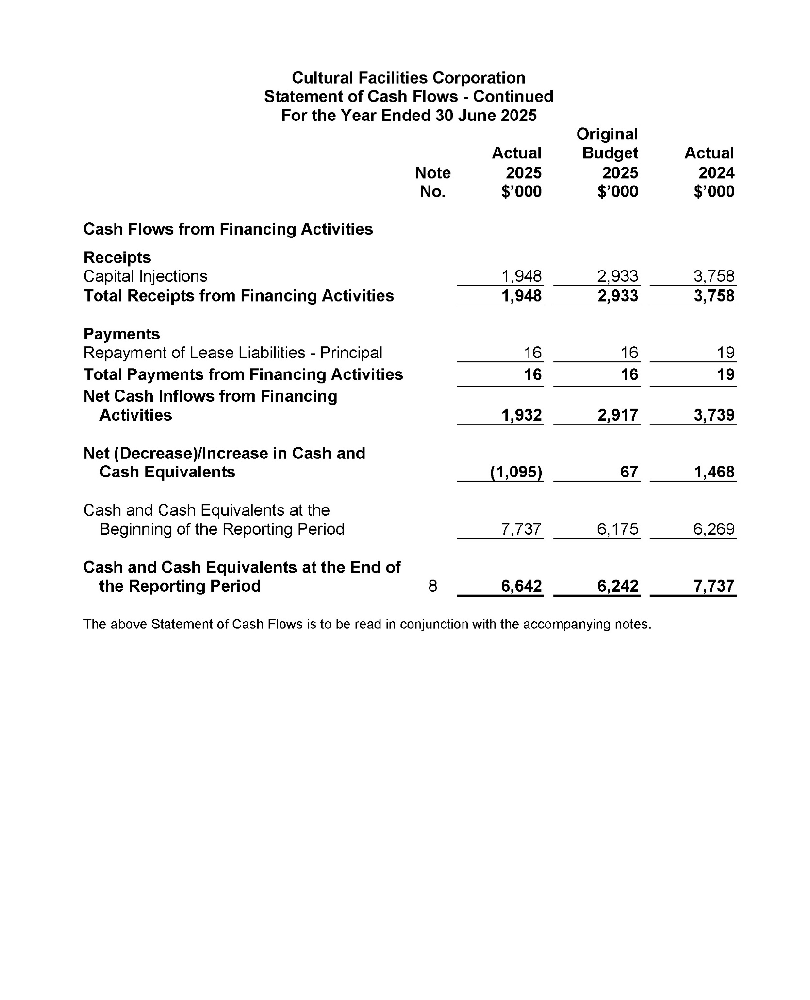 Cultural Facilities Corporation
Statement of Cash Flows - Continued
For the Year Ended 30 June 2025
Original
Actual Budget Actual
Note 2025 2025 2024
No. $’000 $’000 $’000
Cash Flows from Financing Activities
Receipts
Capital Injections 1,948 2,933 3,758
Total Receipts from Financing Activities 1,948 2,933 3,758
Payments
Repayment of Lease Liabilities - Principal 16 16 19
Total Payments from Financing Activities 16 16 19
Net Cash Inflows from Financing
Activities 1,932 2,917 3,739
Net (Decrease)/Increase in Cash and
Cash Equivalents (1,095) 67 1,468
Cash and Cash Equivalents at the
Beginning of the Reporting Period 7,737 6,175 6,269
Cash and Cash Equivalents at the End of
the Reporting Period 8 6,642 6,242 7,737
The above Statement of Cash Flows is to be read in conjunction with the accompanying notes.